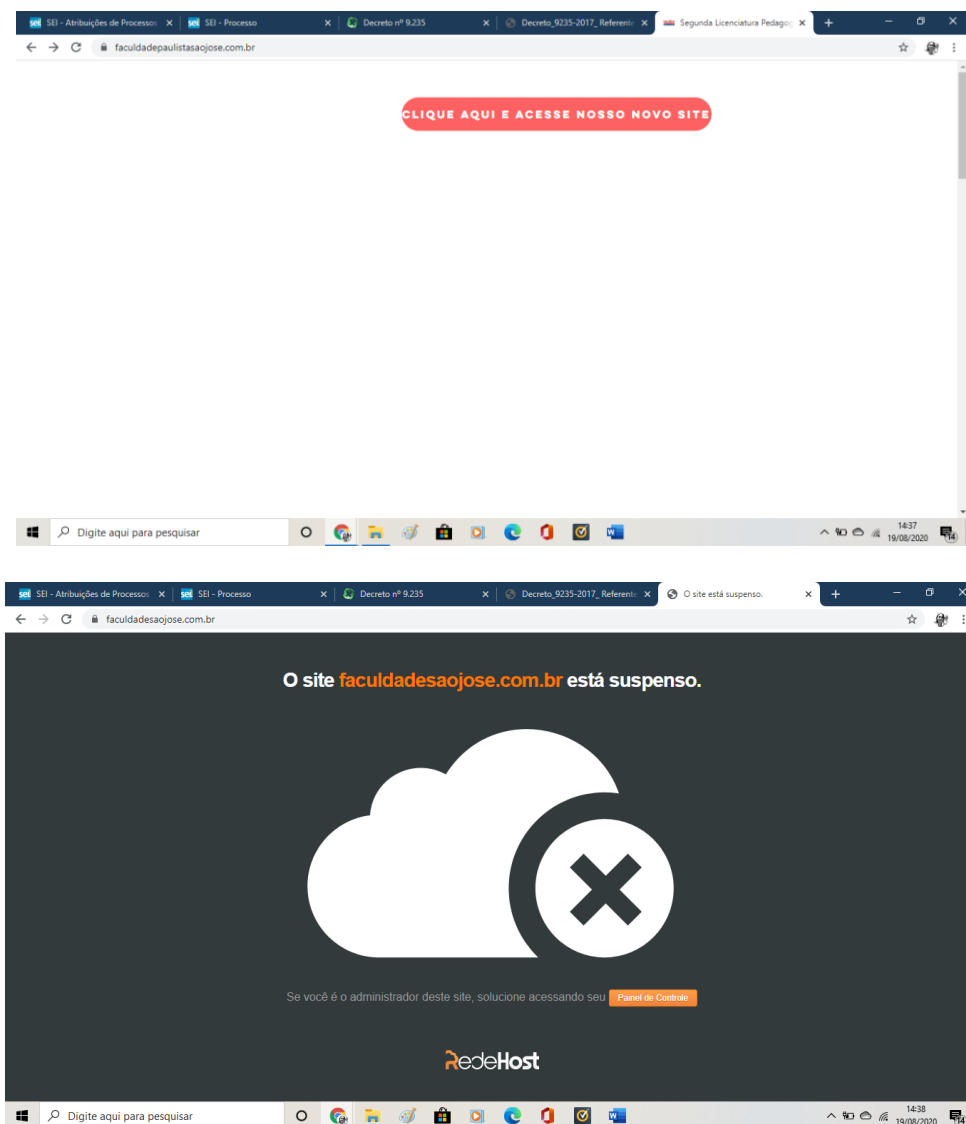 SEI - Atribuições de Processos SEI - Processo Decreto nº 9.235 Decreto_9235-2017_ Referente Segunda Licenciatura Pedagog
faculdadepaulistasaojose.com.br
CLIQUE AQUI E ACESSE NOSSO NOVO SITE
Digite aqui para pesquisar
14:37
19/08/2020
14
SEI - Atribuições de Processos SEI - Processo Decreto nº 9.235 Decreto_9235-2017_ Referente O site está suspenso.
faculdadesaojose.com.br
O site faculdadesaojose.com.br está suspenso.
Se você é o administrador deste site, solucione acessando seu Painel de Controle
RedeHost
Digite aqui para pesquisar
14:38
19/08/2020
14